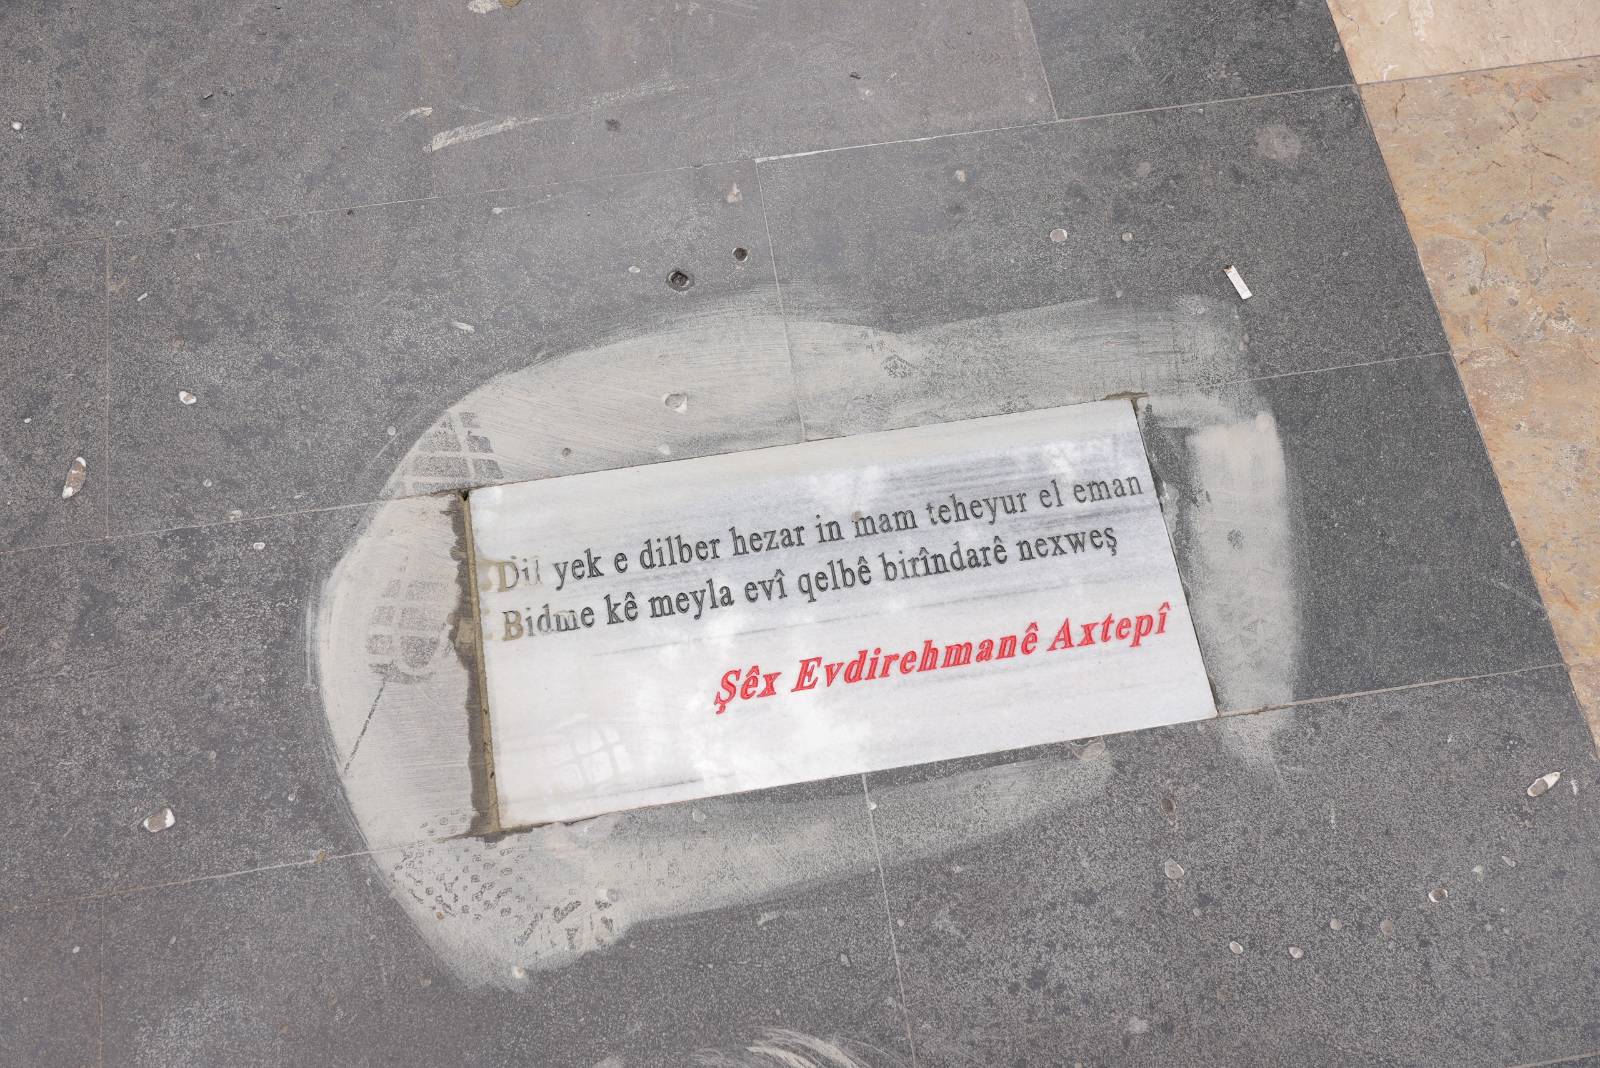 Dil yek e dilber hezar in mam teheyur el eman
Bidme kê meyla evî qelbê birîndarê nexweş
Şêx Evdirehmanê Axtepî